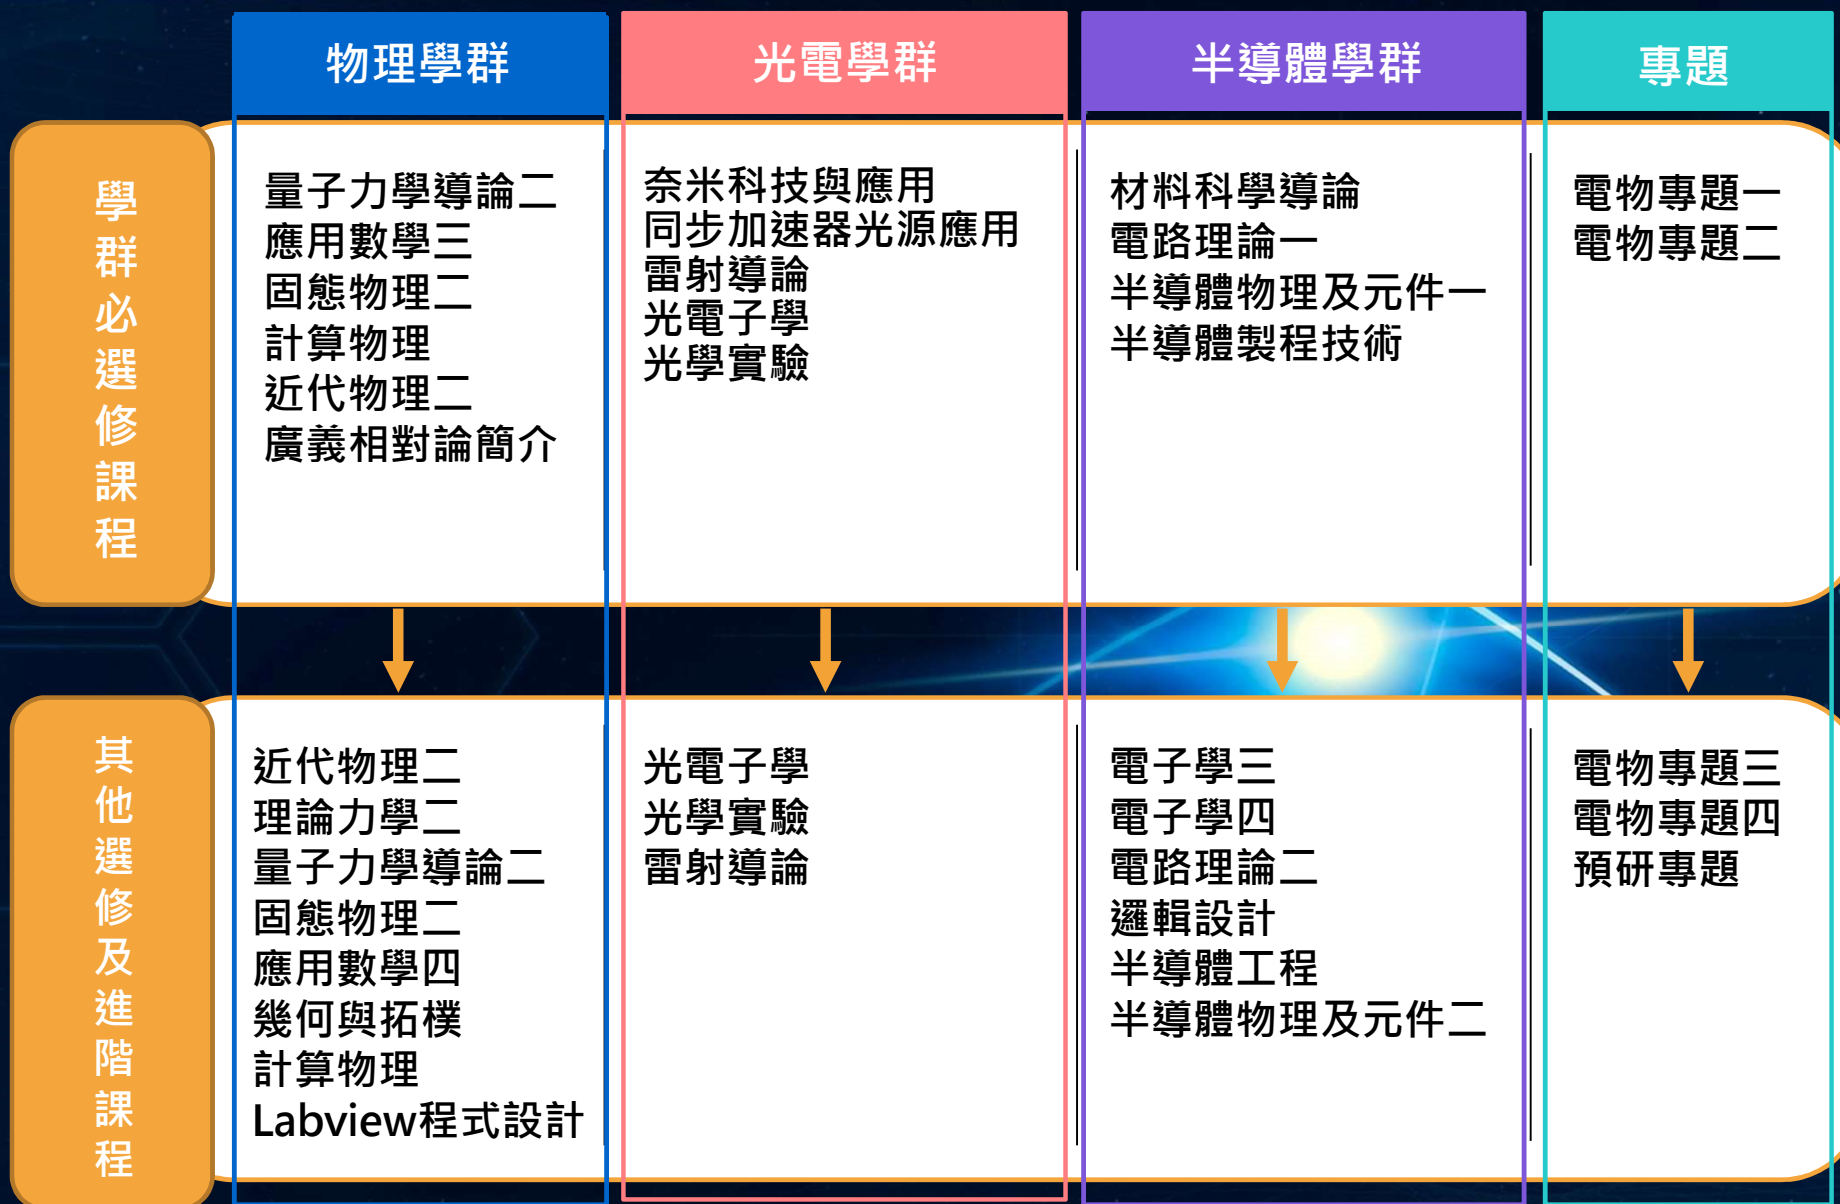 物理學群
光電學群
半導體學群
專題
學群必選修課程
量子力學導論二
應用數學三
固態物理二
計算物理
近代物理二
廣義相對論簡介
奈米科技與應用
同步加速器光源應用
雷射導論
光電子學
光學實驗
材料科學導論
電路理論一
半導體物理及元件一
半導體製程技術
電物專題一
電物專題二
其他選修及進階課程
近代物理二
理論力學二
量子力學導論二
固態物理二
應用數學四
幾何與拓樸
計算物理
Labview程式設計
光電子學
光學實驗
雷射導論
電子學三
電子學四
電路理論二
邏輯設計
半導體工程
半導體物理及元件二
電物專題三
電物專題四
預研專題